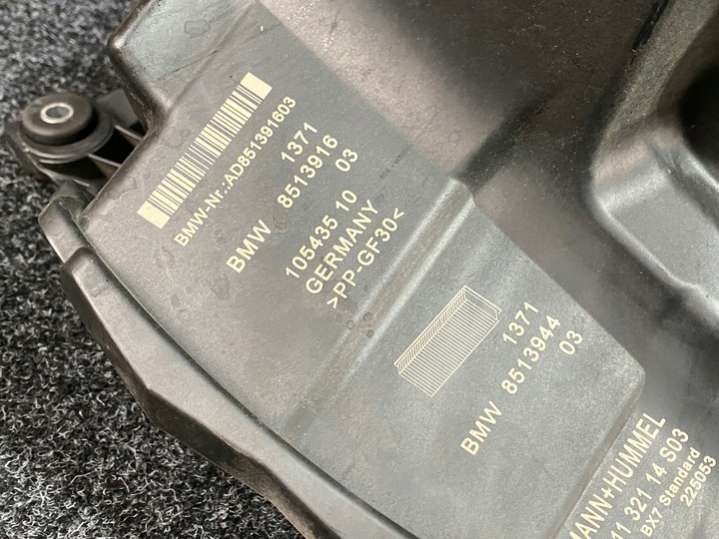 BMW-Nr.:AD851391603
1371
BMW 8513916
03
105435 10
GERMANY
>PP-GF30<
1371
BMW 8513944
03
MANN+HUMMEL
11 321 14 S03
BX7 Standard
225053